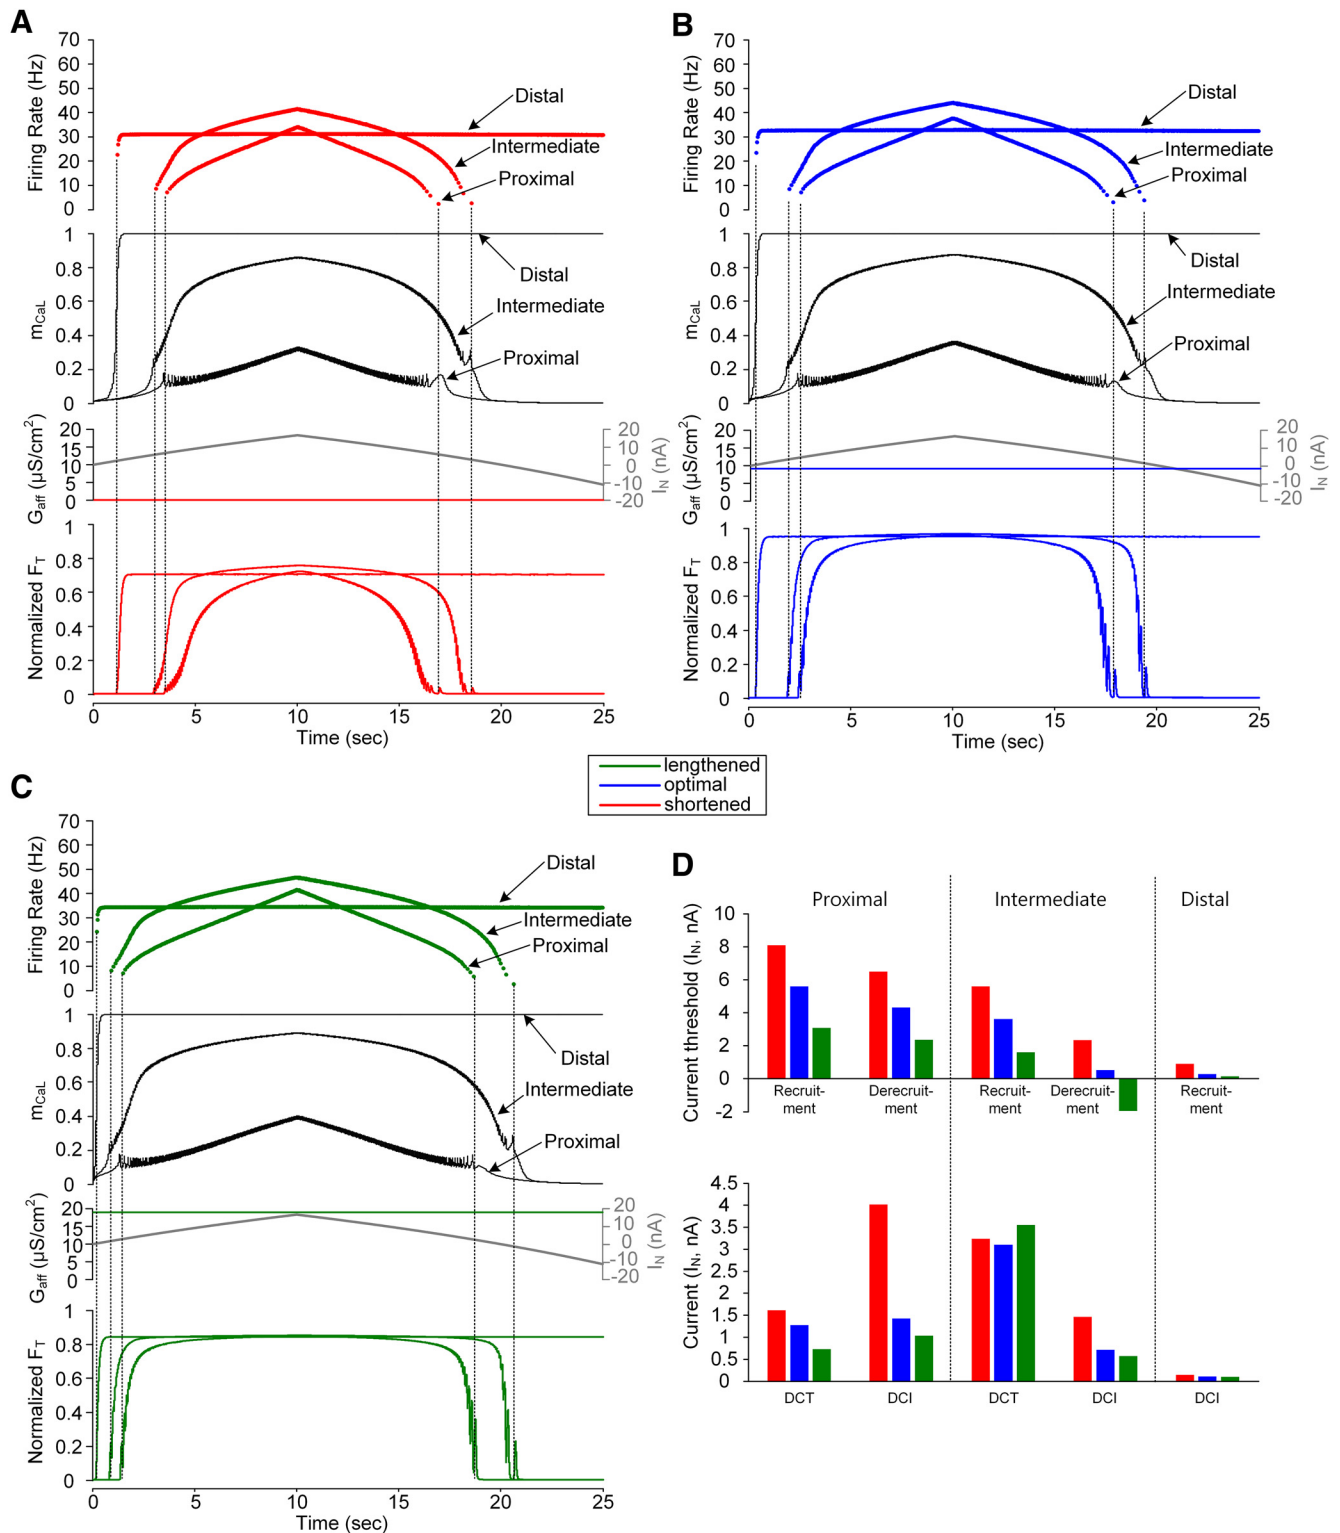 A
Firing Rate (Hz)
70
60
50
40
30
20
10
0
Distal
Intermediate
Proximal
mCaL
1
0.8
0.6
0.4
0.2
0
Distal
Intermediate
Proximal
Gaff (µS/cm²)
20
15
10
5
0
20
10
0
-10
-20
IN (nA)
Normalized FT
1
0.8
0.6
0.4
0.2
0
0 5 10 15 20 25
Time (sec)
B
Firing Rate (Hz)
70
60
50
40
30
20
10
0
Distal
Intermediate
Proximal
mCaL
1
0.8
0.6
0.4
0.2
0
Distal
Intermediate
Proximal
Gaff (µS/cm²)
20
15
10
5
0
20
10
0
-10
-20
IN (nA)
Normalized FT
1
0.8
0.6
0.4
0.2
0
0 5 10 15 20 25
Time (sec)
lengthened
optimal
shortened
C
Firing Rate (Hz)
70
60
50
40
30
20
10
0
Distal
Intermediate
Proximal
mCaL
1
0.8
0.6
0.4
0.2
0
Distal
Intermediate
Proximal
Gaff (µS/cm²)
20
15
10
5
0
20
10
0
-10
-20
IN (nA)
Normalized FT
1
0.8
0.6
0.4
0.2
0
0 5 10 15 20 25
Time (sec)
D
Proximal Intermediate Distal
Current threshold (IN, nA)
10
8
6
4
2
0
-2
Recruit-
ment
Derecruit-
ment
Recruit-
ment
Derecruit-
ment
Recruit-
ment
Current (IN, nA)
4.5
4
3.5
3
2.5
2
1.5
1
0.5
0
DCT DCI DCT DCI DCI